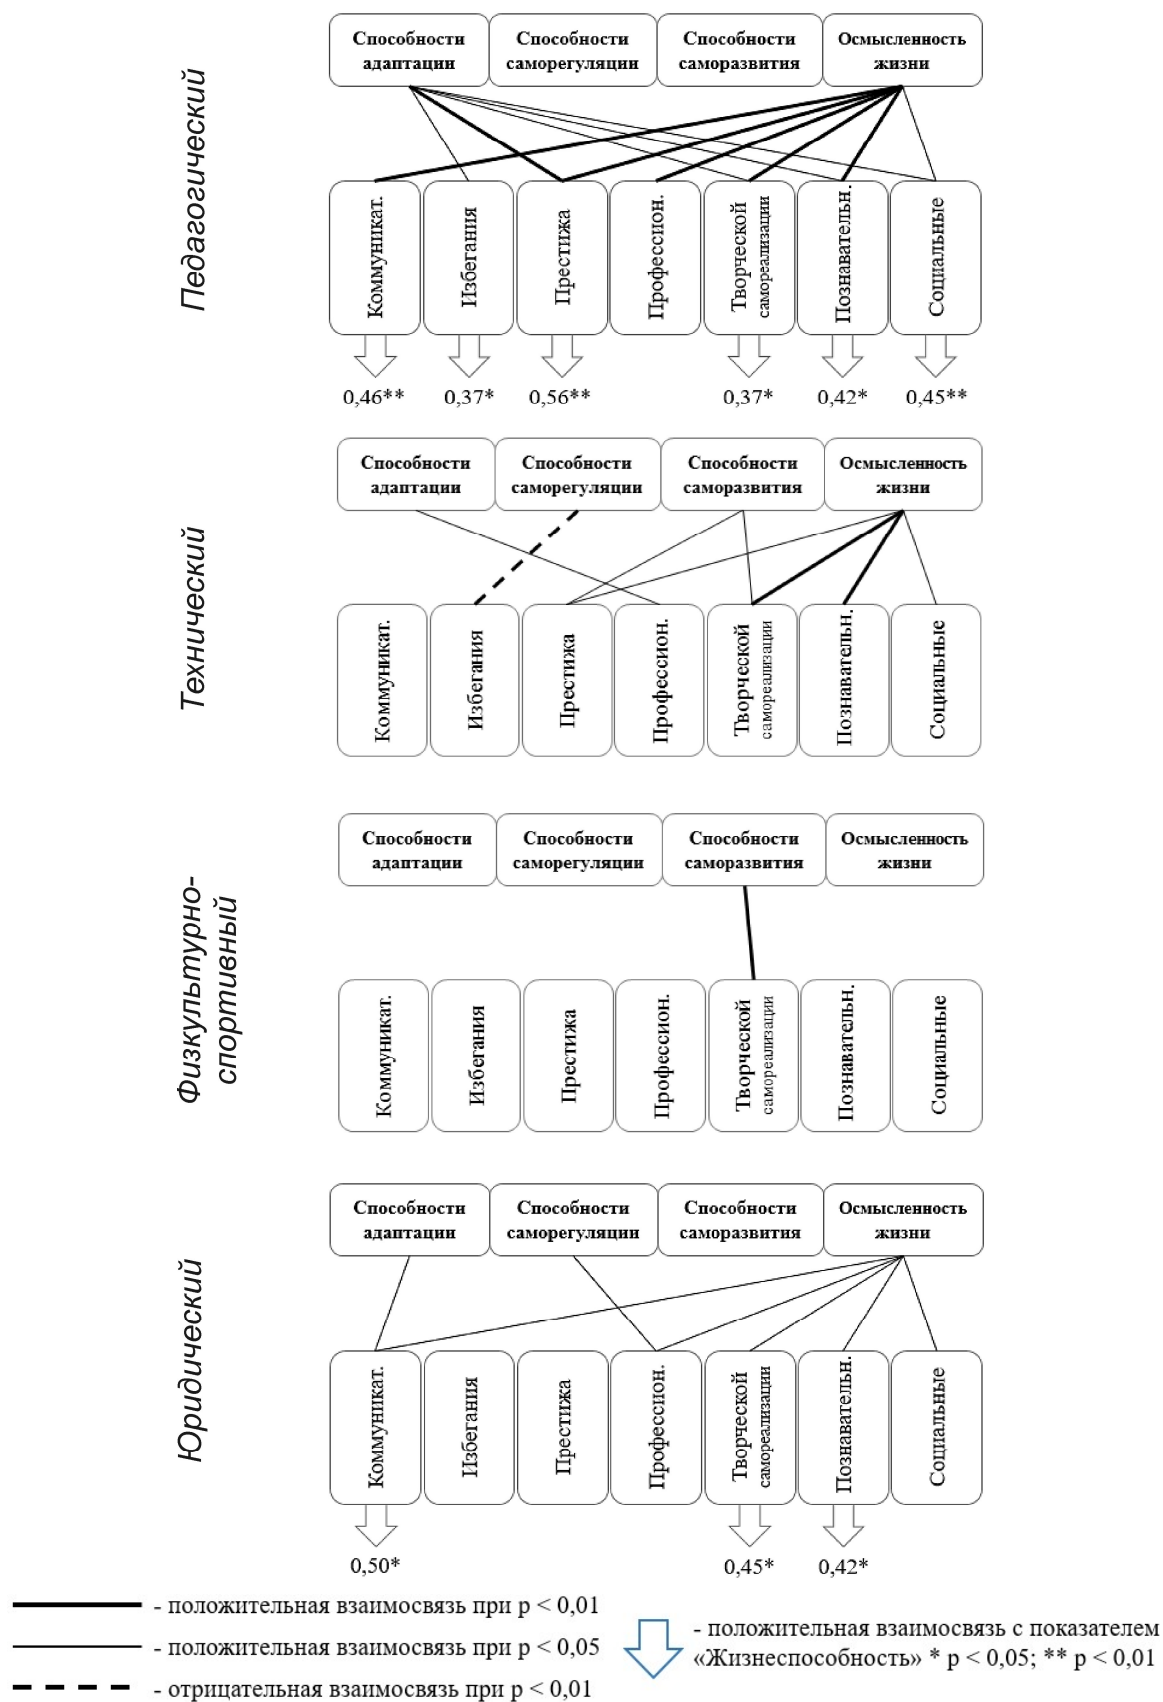 Педагогический
Способности
адаптации
Способности
саморегуляции
Способности
саморазвития
Осмысленность
жизни
Коммуникат.
Избегания
Престижа
Профессион.
Творческой
самореализации
Познавательн.
Социальные
0,46**
0,37*
0,56**
0,37*
0,42*
0,45**
Технический
Способности
адаптации
Способности
саморегуляции
Способности
саморазвития
Осмысленность
жизни
Коммуникат.
Избегания
Престижа
Профессион.
Творческой
самореализации
Познавательн.
Социальные
Физкультурно-
спортивный
Способности
адаптации
Способности
саморегуляции
Способности
саморазвития
Осмысленность
жизни
Коммуникат.
Избегания
Престижа
Профессион.
Творческой
самореализации
Познавательн.
Социальные
Юридический
Способности
адаптации
Способности
саморегуляции
Способности
саморазвития
Осмысленность
жизни
Коммуникат.
Избегания
Престижа
Профессион.
Творческой
самореализации
Познавательн.
Социальные
0,50*
0,45*
0,42*
- положительная взаимосвязь при p < 0,01
- положительная взаимосвязь при p < 0,05
- отрицательная взаимосвязь при p < 0,01
- положительная взаимосвязь с показателем
«Жизнеспособность» * p < 0,05; ** p < 0,01